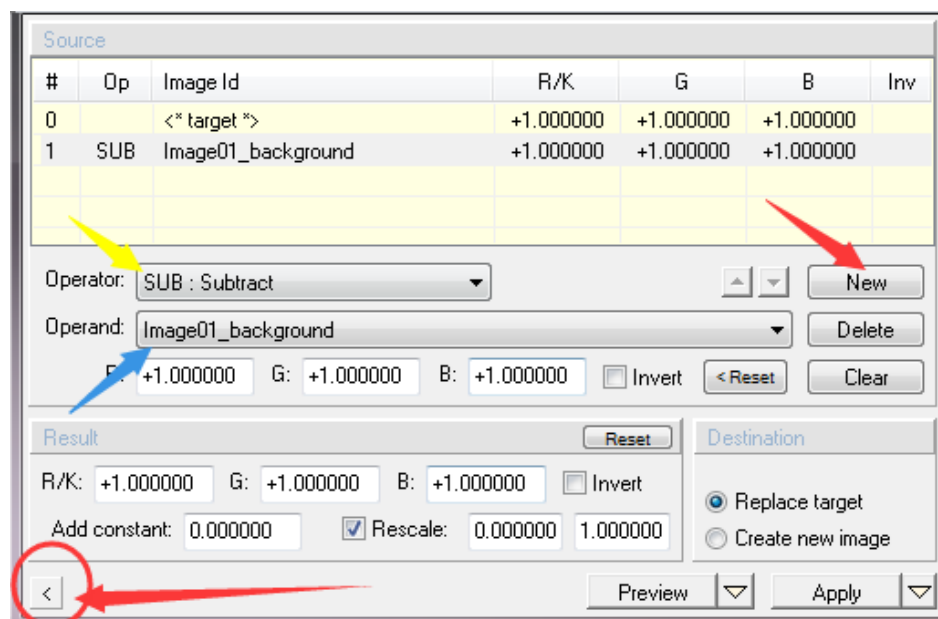 Source
# Op Image Id R/K G B Inv
0 <* target *> +1.000000 +1.000000 +1.000000
1 SUB Image01_background +1.000000 +1.000000 +1.000000
Operator: SUB : Subtract New
Operand: Image01_background Delete
+1.000000 G: +1.000000 B: +1.000000 Invert < Reset Clear
Result Reset Destination
R/K: +1.000000 G: +1.000000 B: +1.000000 Invert Replace target
Add constant: 0.000000 Rescale: 0.000000 1.000000 Create new image
< Preview Apply